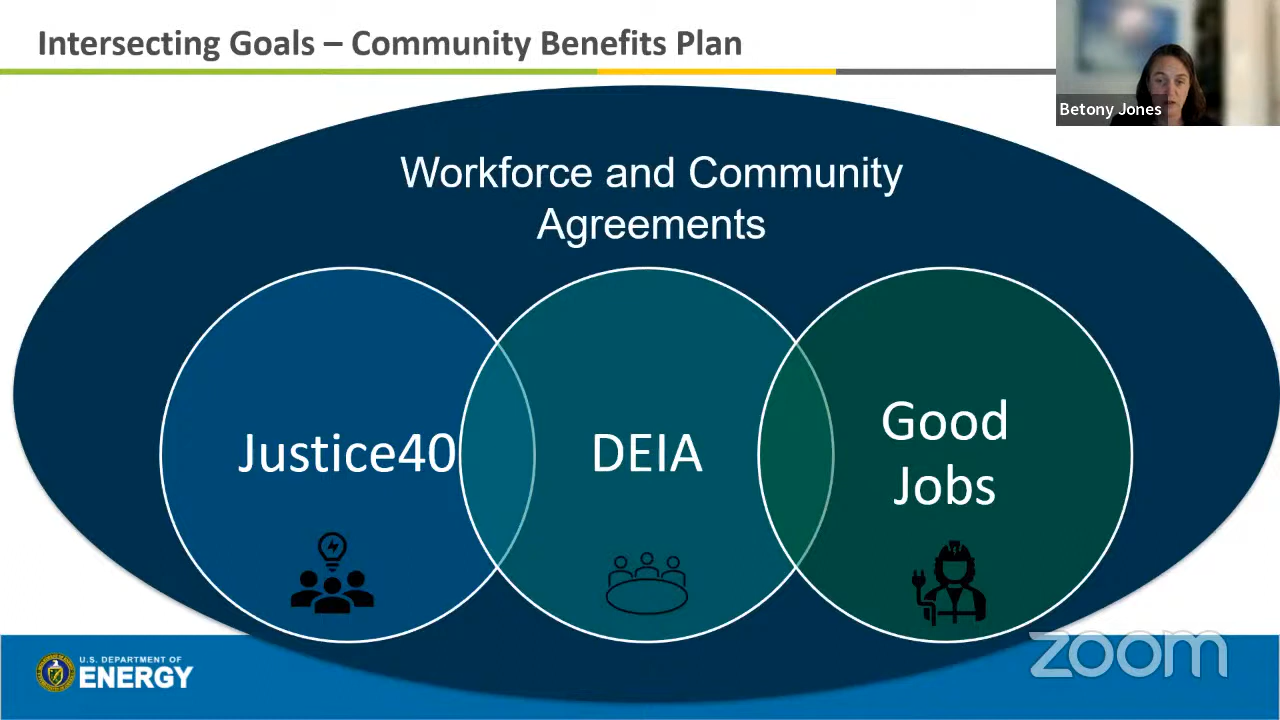 Intersecting Goals – Community Benefits Plan
Betony Jones
Workforce and Community
Agreements
Justice40
DEIA
Good
Jobs
U.S. DEPARTMENT OF
ENERGY
zoom